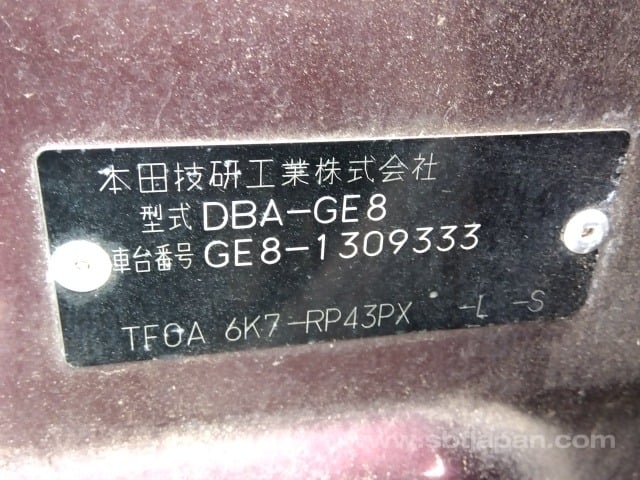 本田技研工業株式会社
型式 DBA-GE8
車台番号 GE8-1309333
TF0A 6K7-RP43PX -L -S
www.sbtjapan.com